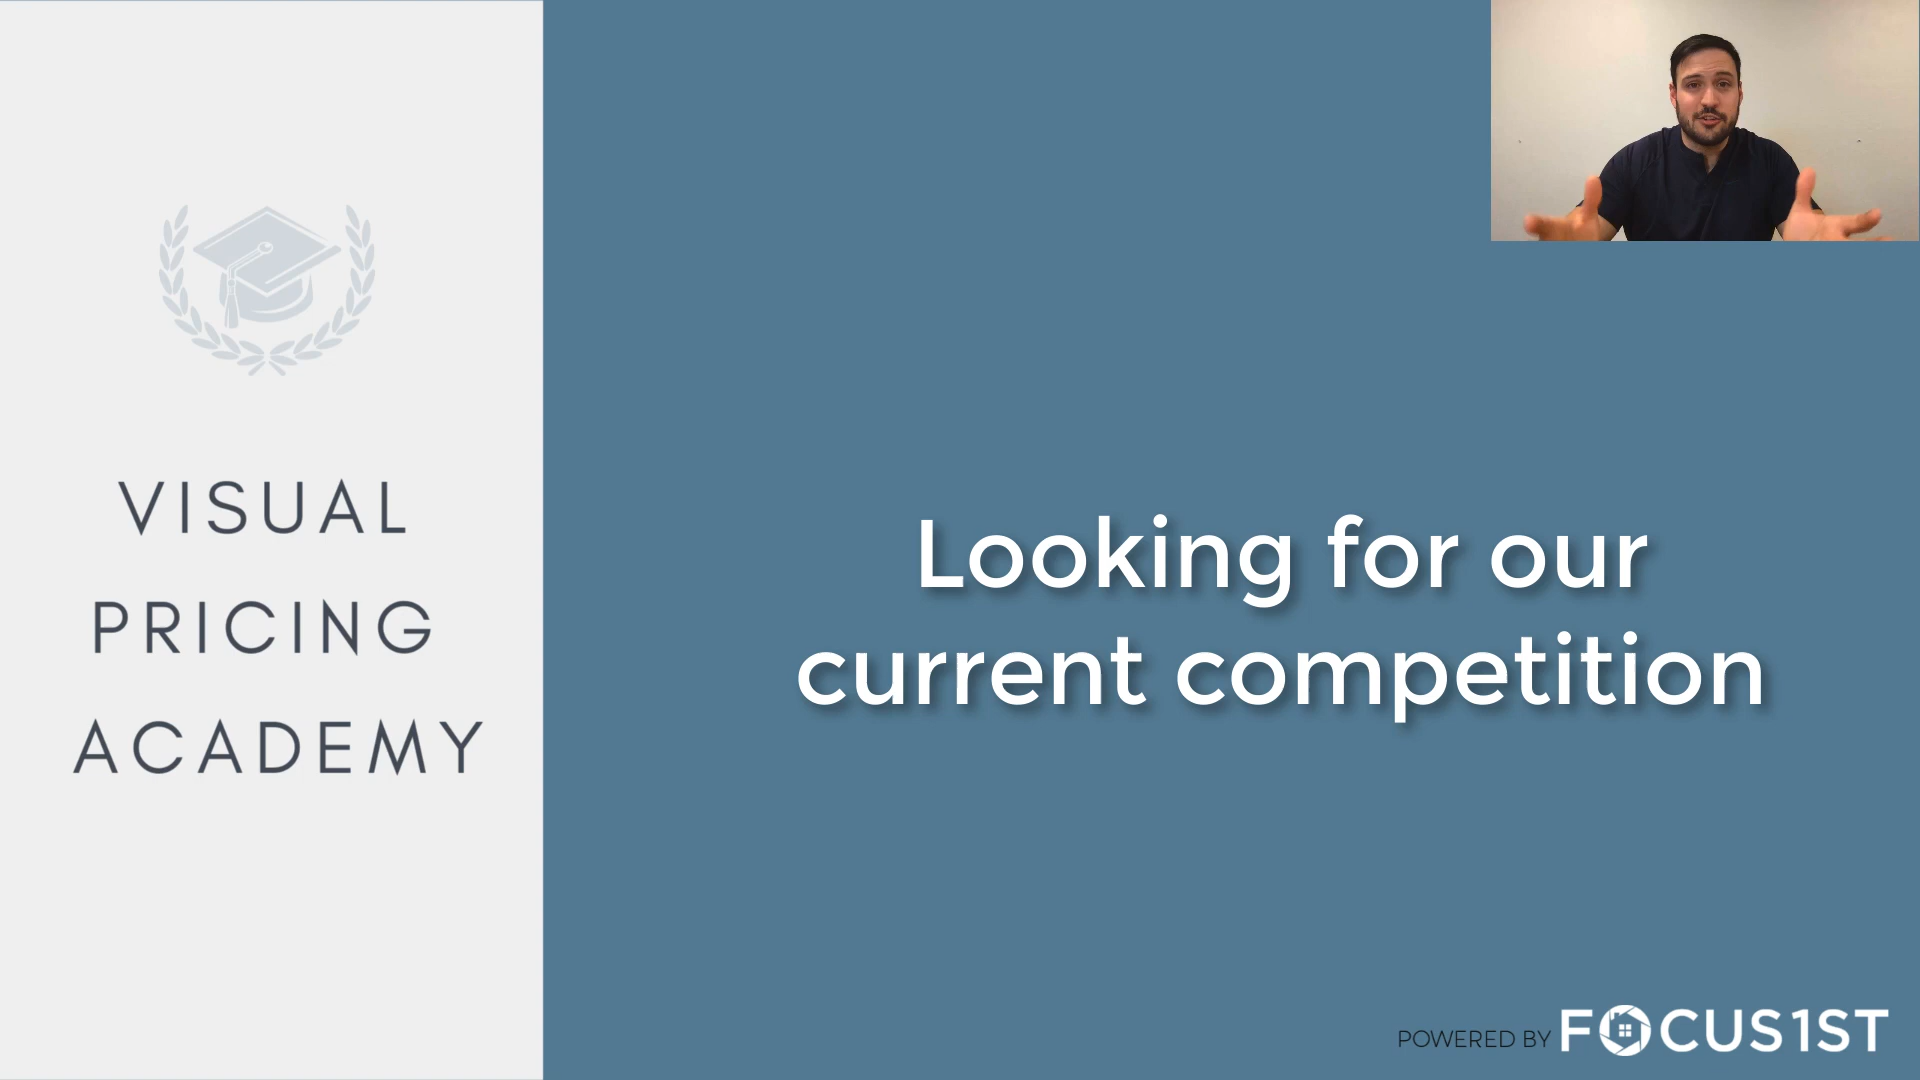 VISUAL
PRICING
ACADEMY
Looking for our
current competition
POWERED BY FOCUS1ST